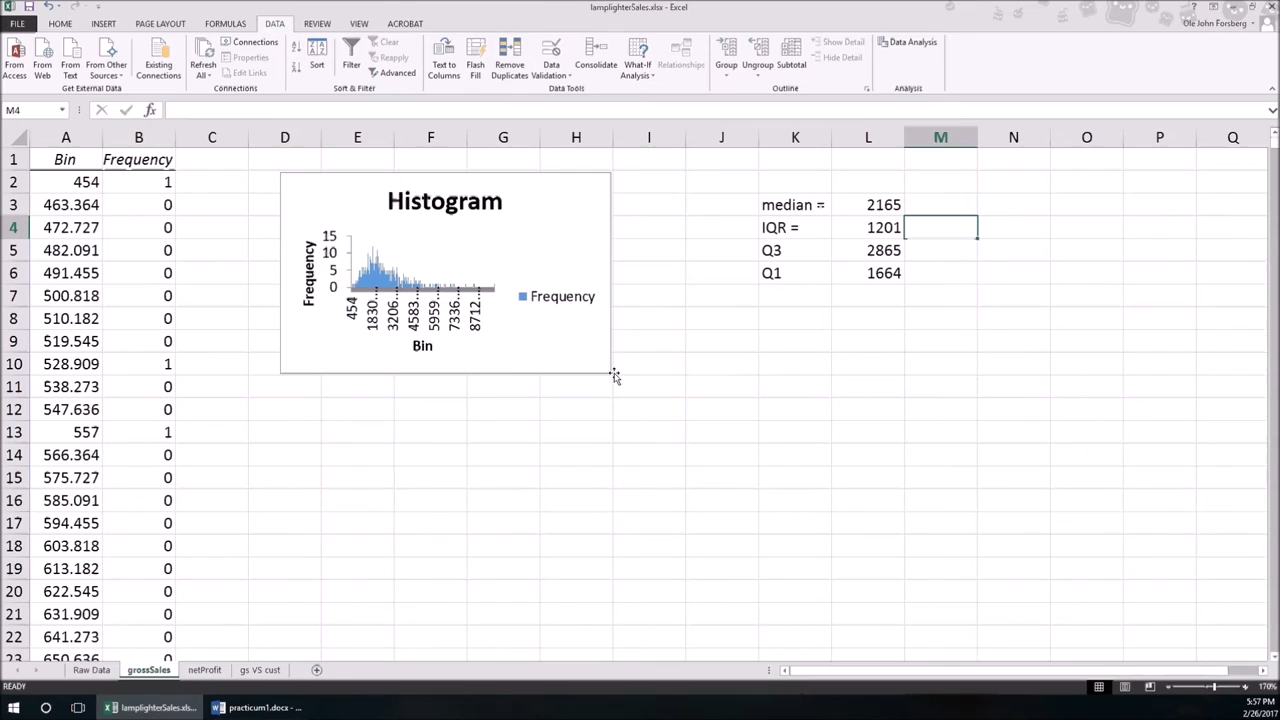 lamplighterSales.xlsx - Excel
Ole John Forsberg
FILE HOME INSERT PAGE LAYOUT FORMULAS DATA REVIEW VIEW ACROBAT
From Access
From Web
From Text
From Other Sources
Existing Connections
Get External Data
Refresh All
Connections
Properties
Edit Links
Connections
Sort
Filter
Clear
Reapply
Advanced
Sort & Filter
Text to Columns
Flash Fill
Remove Duplicates
Data Validation
Consolidate
What-If Analysis
Relationships
Data Tools
Group
Ungroup
Subtotal
Show Detail
Hide Detail
Outline
Data Analysis
Analysis
M4
fx
A B C D E F G H I J K L M N O P Q
1 Bin Frequency
2 454 1
3 463.364 0 median = 2165
4 472.727 0 IQR = 1201
5 482.091 0 Q3 2865
6 491.455 0 Q1 1664
7 500.818 0
8 510.182 0
9 519.545 0
10 528.909 1
11 538.273 0
12 547.636 0
13 557 1
14 566.364 0
15 575.727 0
16 585.091 0
17 594.455 0
18 603.818 0
19 613.182 0
20 622.545 0
21 631.909 0
22 641.273 0
23 650.636 0
Histogram
Frequency
15
10
5
0
454
1830...
3206...
4583...
5959...
7336...
8712...
Bin
Frequency
Raw Data grossSales netProfit gs VS cust
READY
170%
lamplighterSales.xls...
practicum1.docx - ...
5:57 PM
2/26/2017